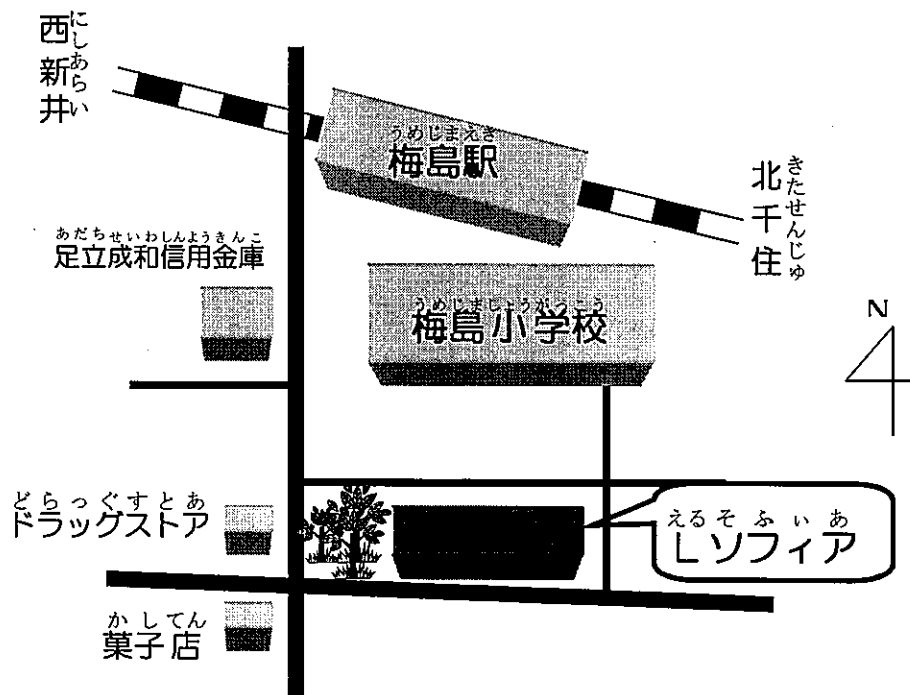 にしあらい
西新井
うめじまえき
梅島駅
きたせんじゅ
北千住
あだちせいわしんようきんこ
足立成和信用金庫
うめじましょうがっこう
梅島小学校
N
どらっぐすとあ
ドラッグストア
えるそふぃあ
Lソフィア
かしてん
菓子店